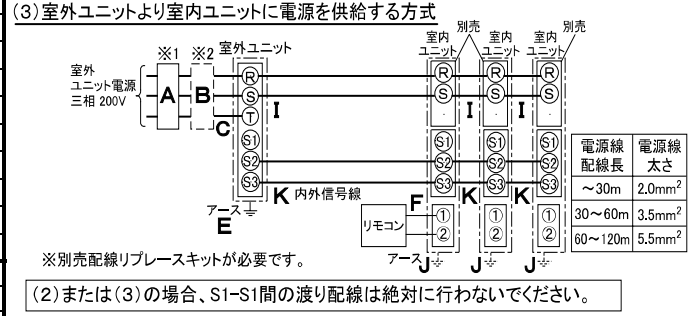 (3)室外ユニットより室内ユニットに電源を供給する方式
※1 ※2 室外ユニット
室内
ユニット
別売
室内
ユニット
室内
ユニット
別売
室外
ユニット電源
三相 200V
A
B
C
R
S
T
S1
S2
S3
I
R
S
S1
S2
S3
I
R
S
S1
S2
S3
I
R
S
S1
S2
S3
K 内外信号線
K
K
アース
E
F
リモコン
①
②
①
②
①
②
アース
J
J
J
電源線
配線長
電源線
太さ
~30m 2.0mm²
30~60m 3.5mm²
60~120m 5.5mm²
※別売配線リプレースキットが必要です。
(2)または(3)の場合、S1-S1間の渡り配線は絶対に行わないでください。